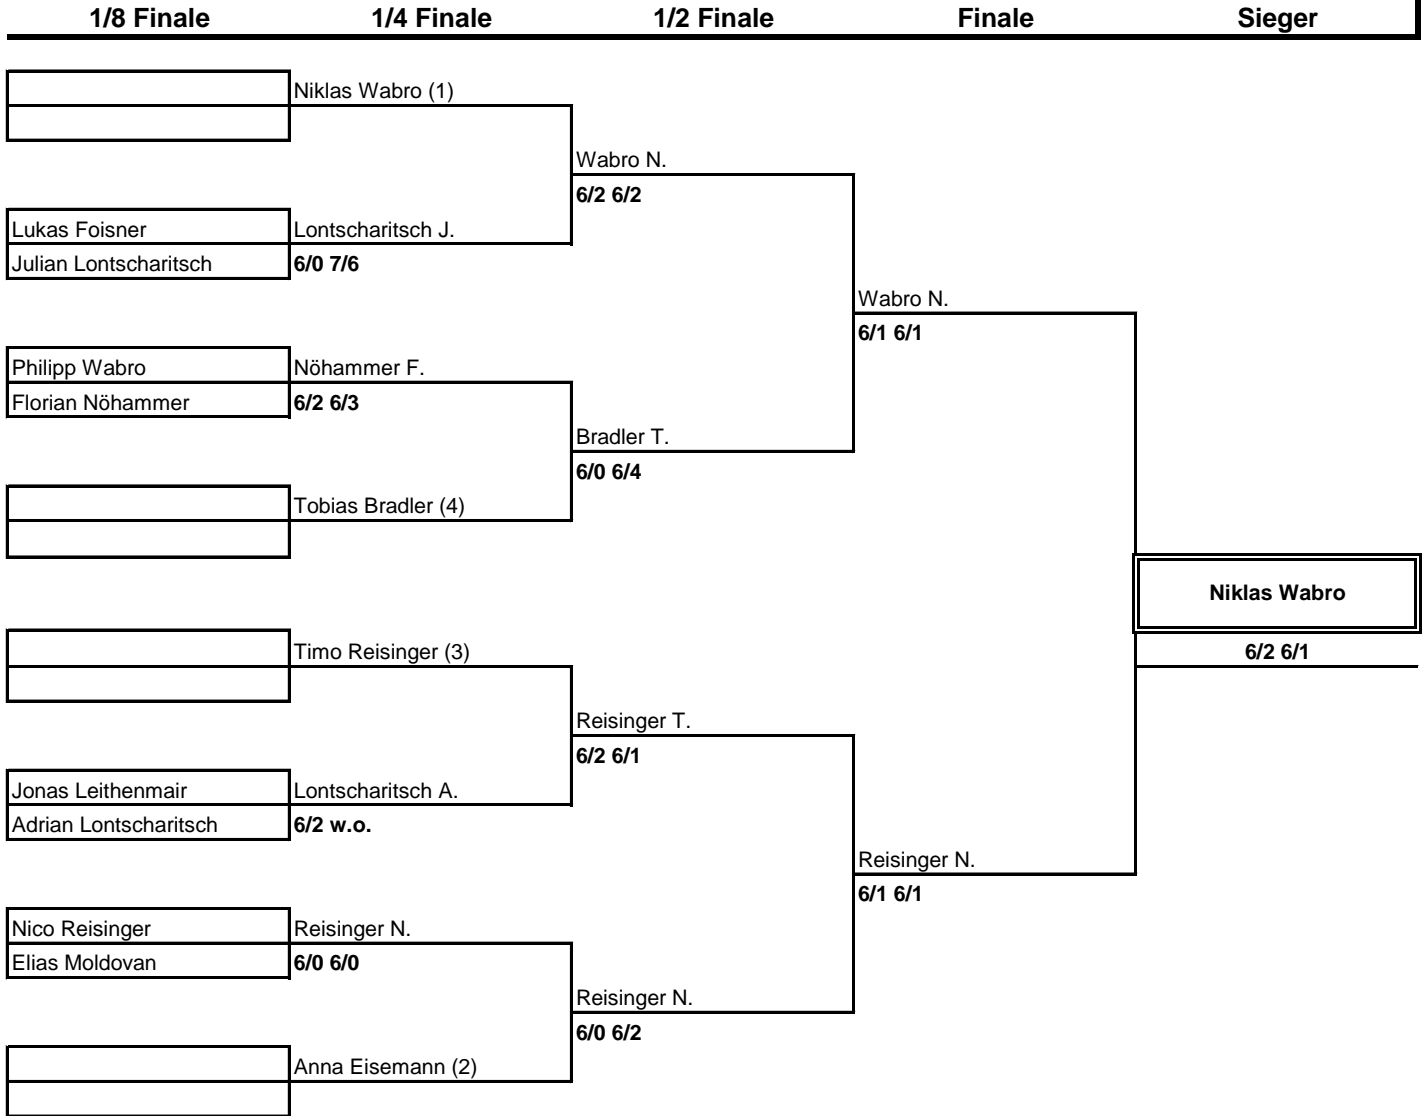 1/8 Finale 1/4 Finale 1/2 Finale Finale Sieger
Niklas Wabro (1)
Wabro N.
6/2 6/2
Lukas Foisner Lontscharitsch J.
Julian Lontscharitsch 6/0 7/6
Wabro N.
6/1 6/1
Philipp Wabro Nöhammer F.
Florian Nöhammer 6/2 6/3
Bradler T.
6/0 6/4
Tobias Bradler (4)
Niklas Wabro
Timo Reisinger (3) 6/2 6/1
Reisinger T.
6/2 6/1
Jonas Leithenmair Lontscharitsch A.
Adrian Lontscharitsch 6/2 w.o.
Reisinger N.
6/1 6/1
Nico Reisinger Reisinger N.
Elias Moldovan 6/0 6/0
Reisinger N.
6/0 6/2
Anna Eisemann (2)